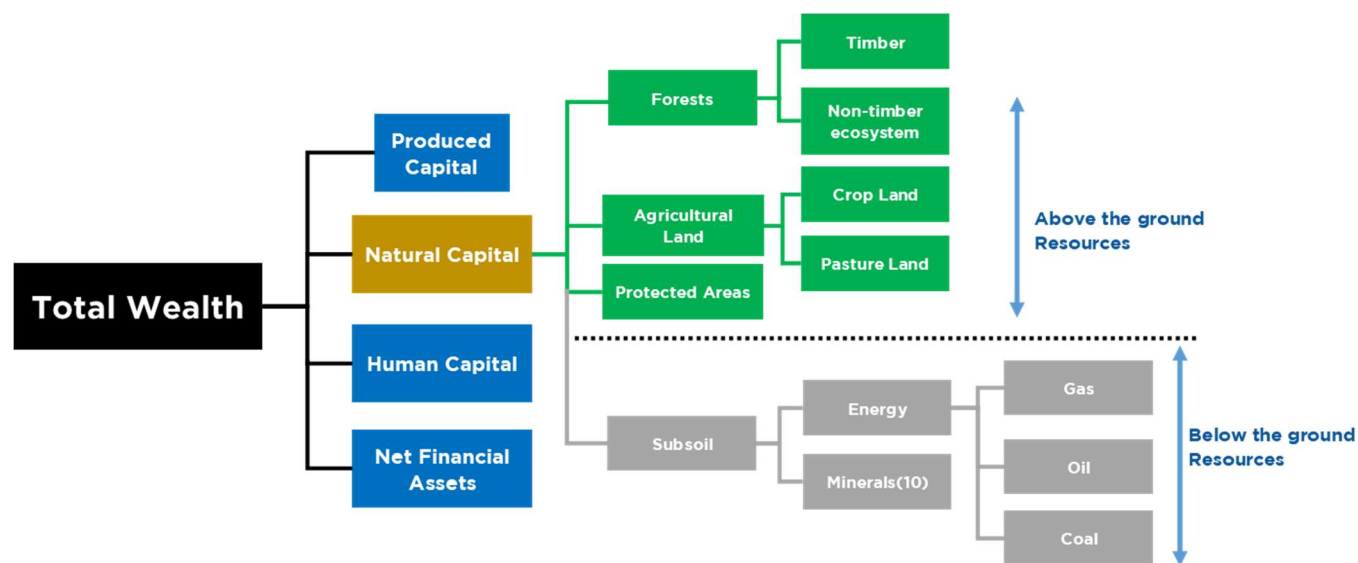 Total Wealth
Produced
Capital
Natural Capital
Human Capital
Net Financial
Assets
Forests
Agricultural
Land
Protected Areas
Subsoil
Timber
Non-timber
ecosystem
Crop Land
Pasture Land
Energy
Minerals(10)
Gas
Oil
Coal
Above the ground
Resources
Below the ground
Resources